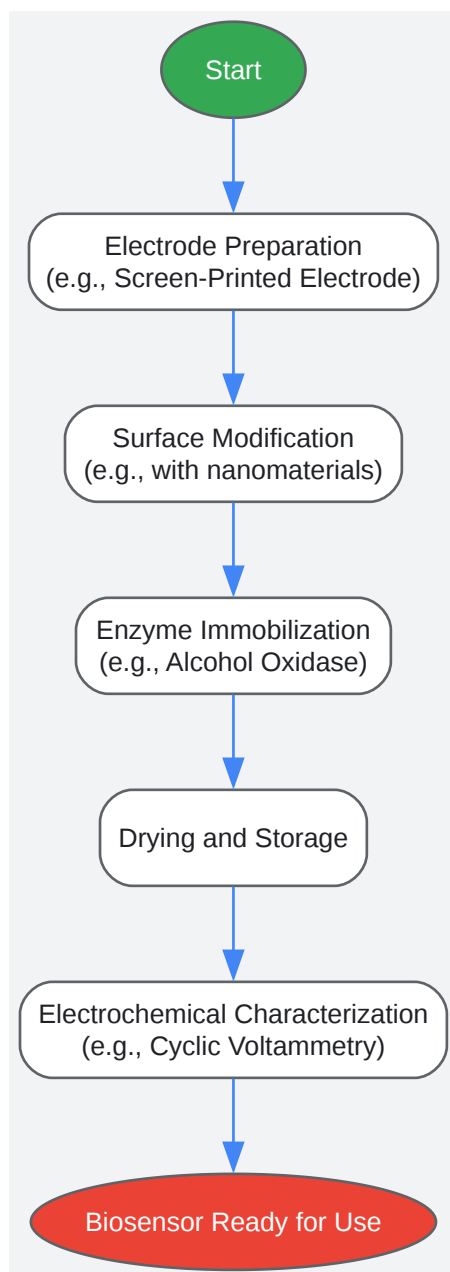 Start
Electrode Preparation
(e.g., Screen-Printed Electrode)
Surface Modification
(e.g., with nanomaterials)
Enzyme Immobilization
(e.g., Alcohol Oxidase)
Drying and Storage
Electrochemical Characterization
(e.g., Cyclic Voltammetry)
Biosensor Ready for Use